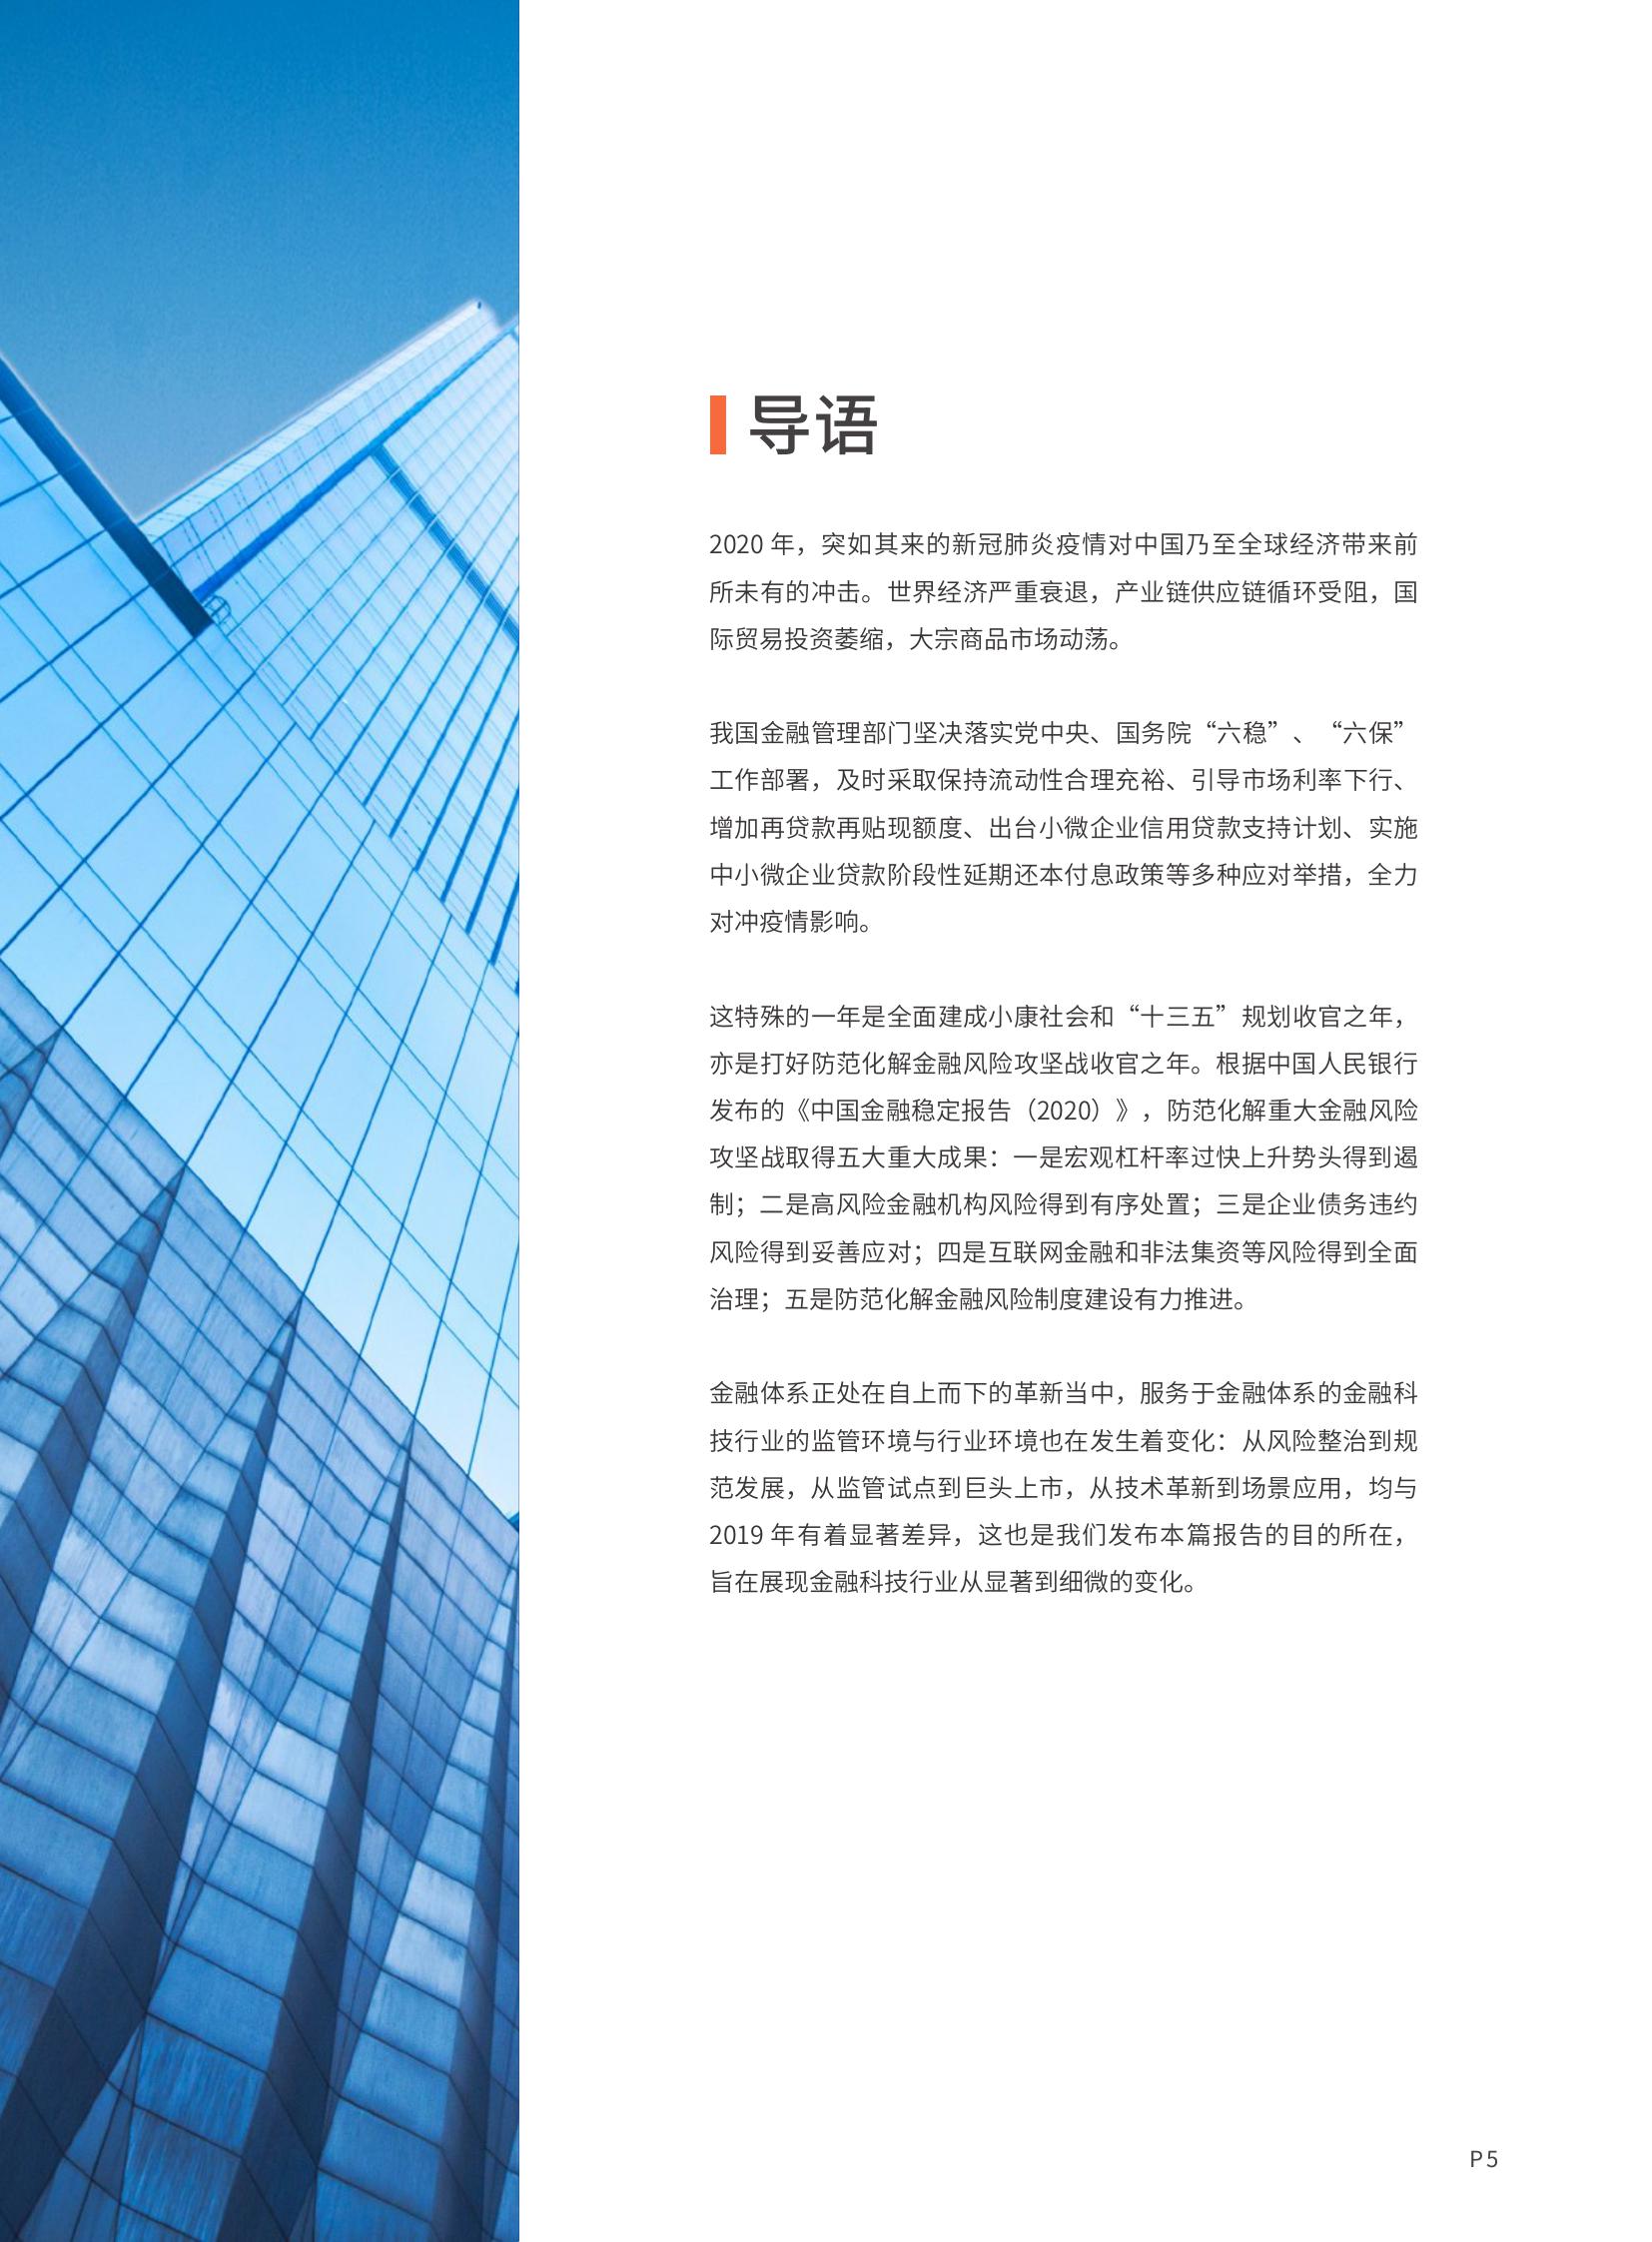 导语
2020 年，突如其来的新冠肺炎疫情对中国乃至全球经济带来前
所未有的冲击。世界经济严重衰退，产业链供应链循环受阻，国
际贸易投资萎缩，大宗商品市场动荡。
我国金融管理部门坚决落实党中央、国务院“六稳”、“六保”
工作部署，及时采取保持流动性合理充裕、引导市场利率下行、
增加再贷款再贴现额度、出台小微企业信用贷款支持计划、实施
中小微企业贷款阶段性延期还本付息政策等多种应对举措，全力
对冲疫情影响。
这特殊的一年是全面建成小康社会和“十三五”规划收官之年，
亦是打好防范化解金融风险攻坚战收官之年。根据中国人民银行
发布的《中国金融稳定报告（2020）》，防范化解重大金融风险
攻坚战取得五大重大成果：一是宏观杠杆率过快上升势头得到遏
制；二是高风险金融机构风险得到有序处置；三是企业债务违约
风险得到妥善应对；四是互联网金融和非法集资等风险得到全面
治理；五是防范化解金融风险制度建设有力推进。
金融体系正处在自上而下的革新当中，服务于金融体系的金融科
技行业的监管环境与行业环境也在发生着变化：从风险整治到规
范发展，从监管试点到巨头上市，从技术革新到场景应用，均与
2019 年有着显著差异，这也是我们发布本篇报告的目的所在，
旨在展现金融科技行业从显著到细微的变化。
P5